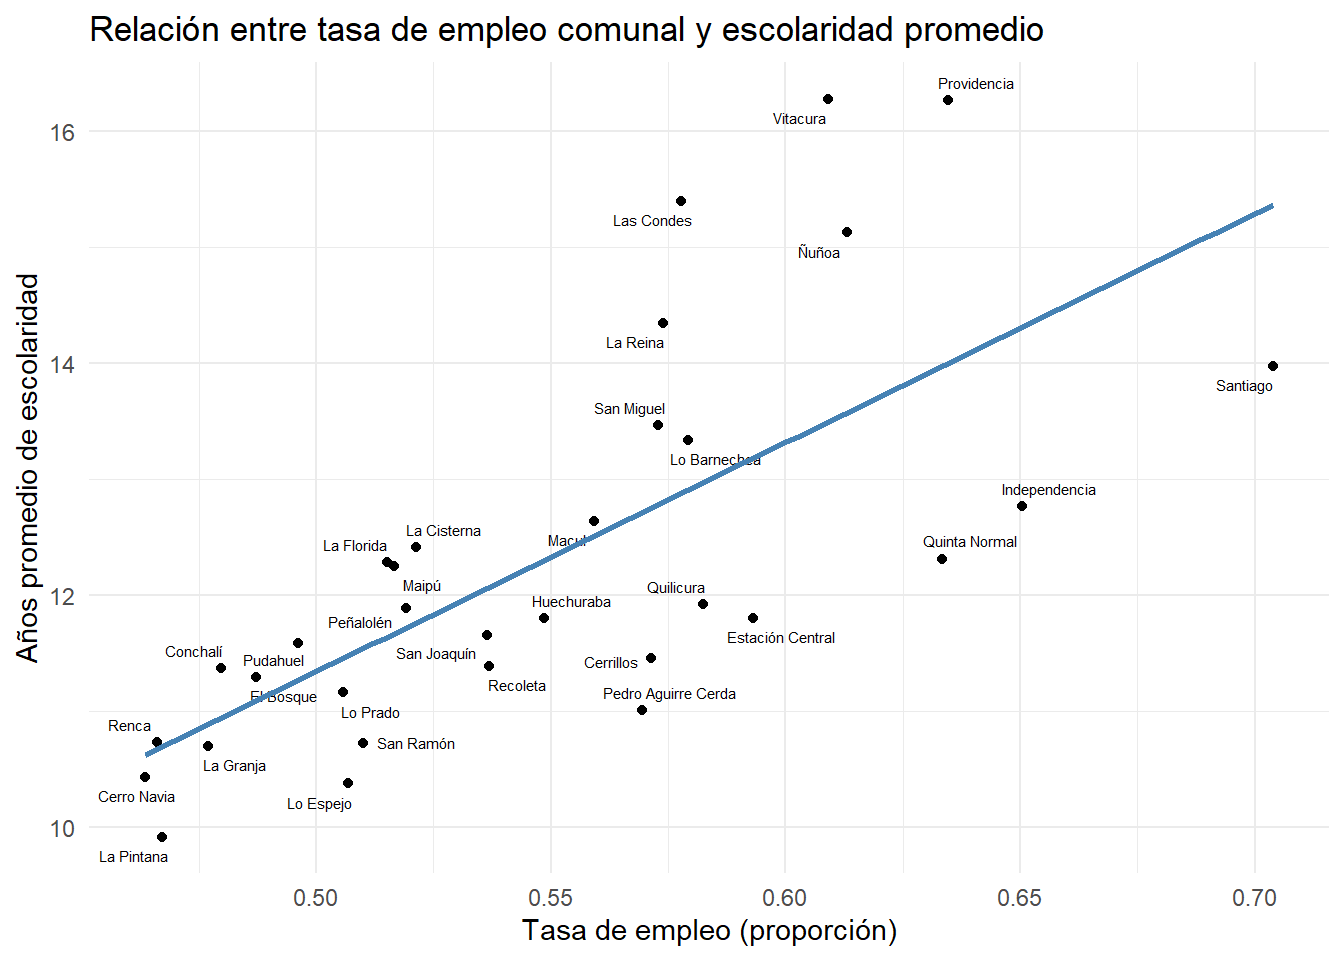 Relación entre tasa de empleo comunal y escolaridad promedio
Años promedio de escolaridad
16
14
12
10
Providencia
Vitacura
Las Condes
Ñuñoa
La Reina
Santiago
San Miguel
Lo Barnechea
Independencia
La Cisterna
La Florida
Macul
Quinta Normal
Maipú
Quilicura
Huechuraba
Peñalolén
Estación Central
Conchalí
Pudahuel
San Joaquín
Cerrillos
Recoleta
El Bosque
Pedro Aguirre Cerda
Lo Prado
Renca
San Ramón
La Granja
Cerro Navia
Lo Espejo
La Pintana
0.50
0.55
0.60
0.65
0.70
Tasa de empleo (proporción)